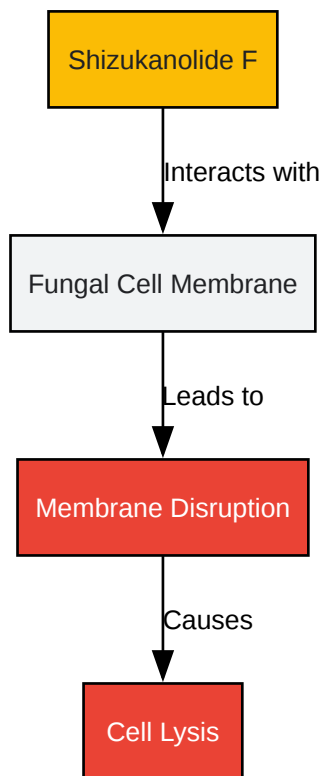 Shizukanolide F
Interacts with
Fungal Cell Membrane
Leads to
Membrane Disruption
Causes
Cell Lysis